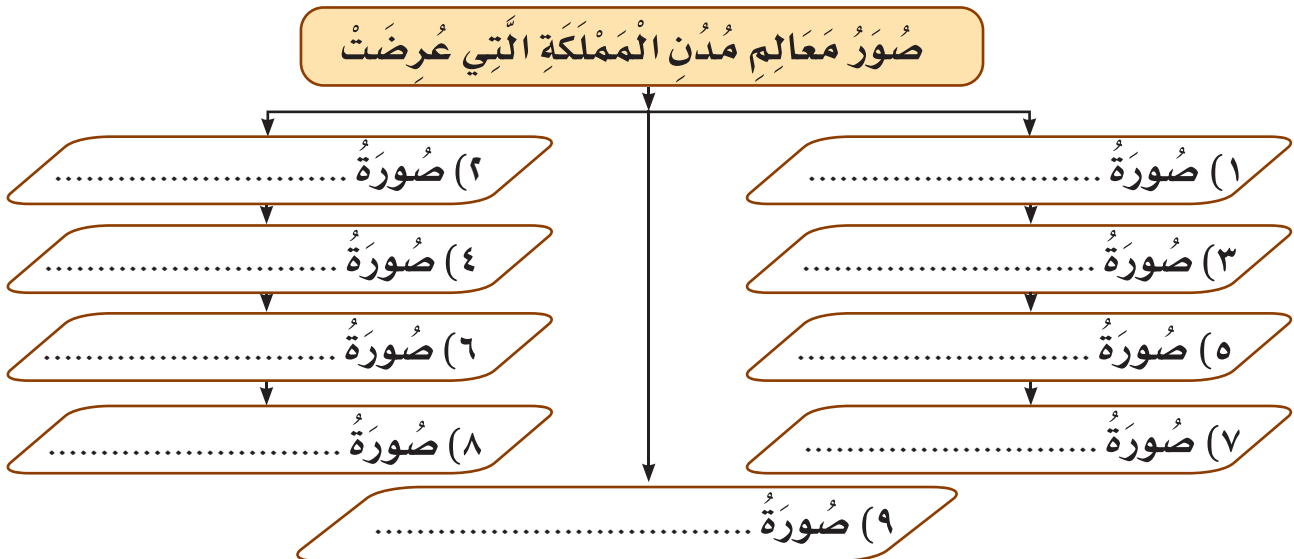 صُوَرُ مَعَالِمِ مُدُنِ الْمَمْلَكَةِ الَّتِي عُرِضَتْ
١) صُورَةُ ...........................
٢) صُورَةُ ...........................
٣) صُورَةُ ...........................
٤) صُورَةُ ...........................
٥) صُورَةُ ...........................
٦) صُورَةُ ...........................
٧) صُورَةُ ...........................
٨) صُورَةُ ...........................
٩) صُورَةُ ...................................